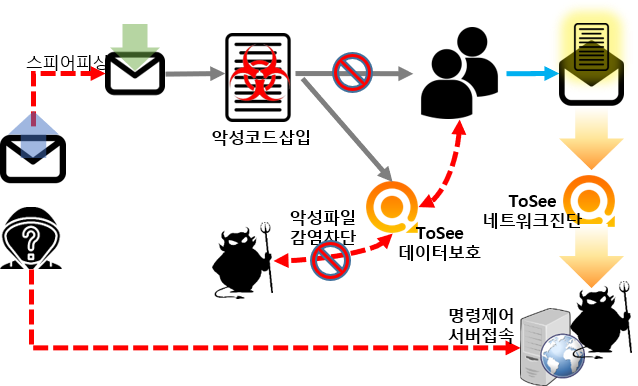 스피어피싱
악성코드삽입
악성파일
감염차단
ToSee
데이터보호
ToSee
네트워크진단
명령제어
서버접속